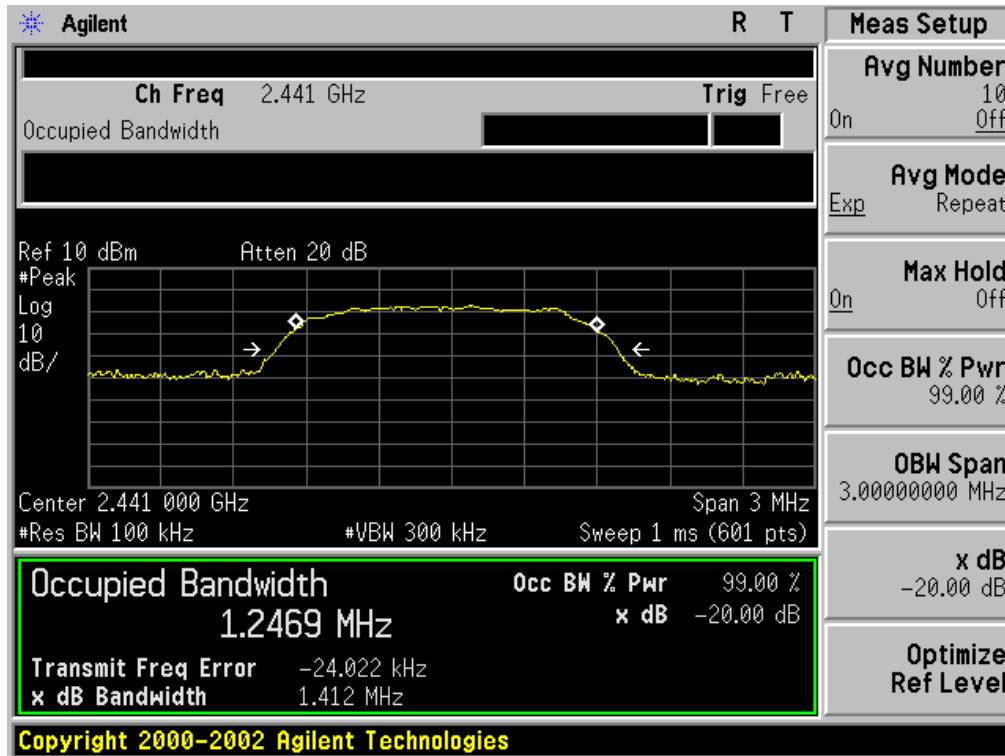 Agilent R T
Ch Freq 2.441 GHz Trig Free
Occupied Bandwidth
Ref 10 dBm Atten 20 dB
#Peak
Log
10
dB/
Center 2.441 000 GHz Span 3 MHz
#Res BW 100 kHz #VBW 300 kHz Sweep 1 ms (601 pts)
Occupied Bandwidth
1.2469 MHz
Occ BW % Pwr 99.00 %
x dB -20.00 dB
Transmit Freq Error -24.022 kHz
x dB Bandwidth 1.412 MHz
Copyright 2000-2002 Agilent Technologies
Meas Setup
Avg Number
10
On Off
Avg Mode
Exp Repeat
Max Hold
On Off
Occ BW % Pwr
99.00 %
OBW Span
3.00000000 MHz
x dB
-20.00 dB
Optimize
Ref Level